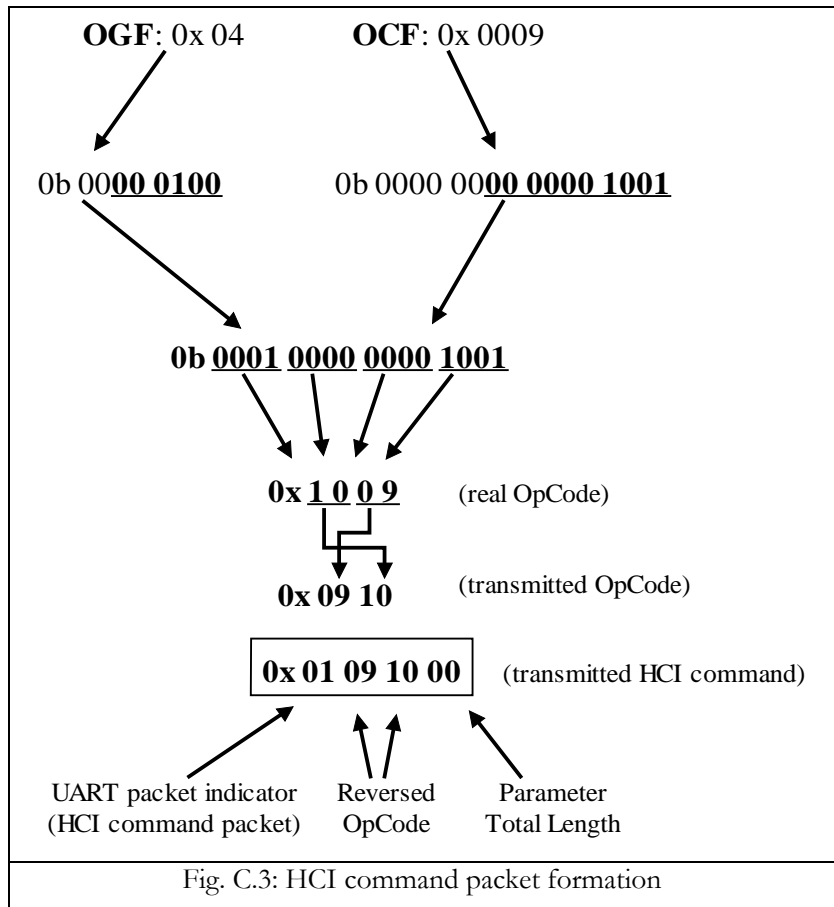 OGF: 0x 04 OCF: 0x 0009
0b 0000 0100 0b 0000 0000 0000 1001
0b 0001 0000 0000 1001
0x 1 0 0 9 (real OpCode)
0x 09 10 (transmitted OpCode)
0x 01 09 10 00 (transmitted HCI command)
UART packet indicator Reversed Parameter
(HCI command packet) OpCode Total Length
Fig. C.3: HCI command packet formation